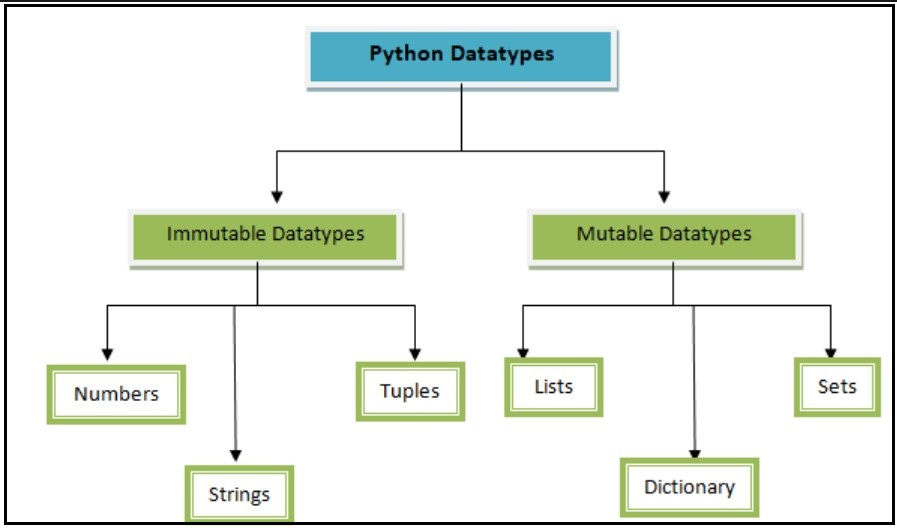 Python Datatypes
Immutable Datatypes
Mutable Datatypes
Numbers
Tuples
Lists
Sets
Strings
Dictionary